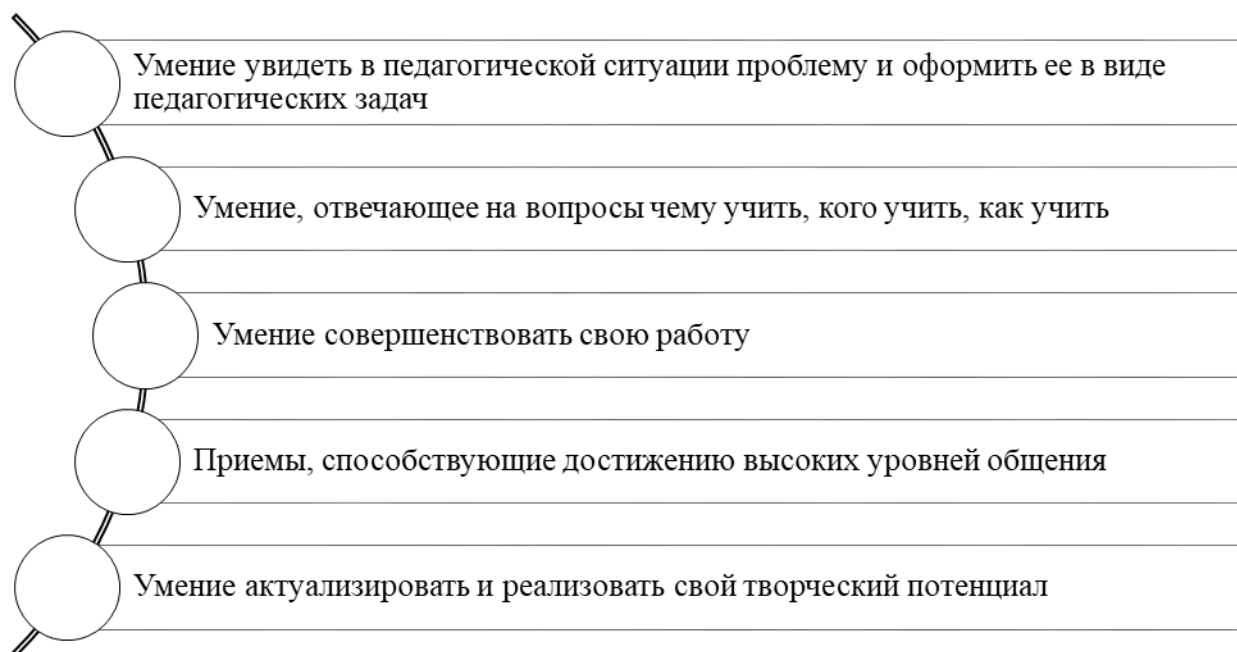 Умение увидеть в педагогической ситуации проблему и оформить ее в виде
педагогических задач
Умение, отвечающее на вопросы чему учить, кого учить, как учить
Умение совершенствовать свою работу
Приемы, способствующие достижению высоких уровней общения
Умение актуализировать и реализовать свой творческий потенциал